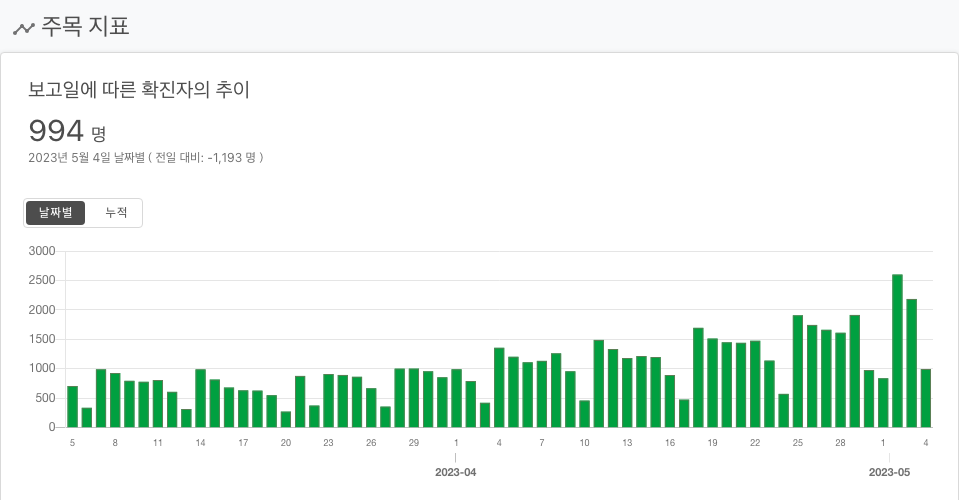 주목 지표
보고일에 따른 확진자의 추이
994 명
2023년 5월 4일 날짜별 ( 전일 대비: -1,193 명 )
날짜별 누적
3000
2500
2000
1500
1000
500
0
5 8 11 14 17 20 23 26 29 1 4 7 10 13 16 19 22 25 28 1 4
2023-04 2023-05